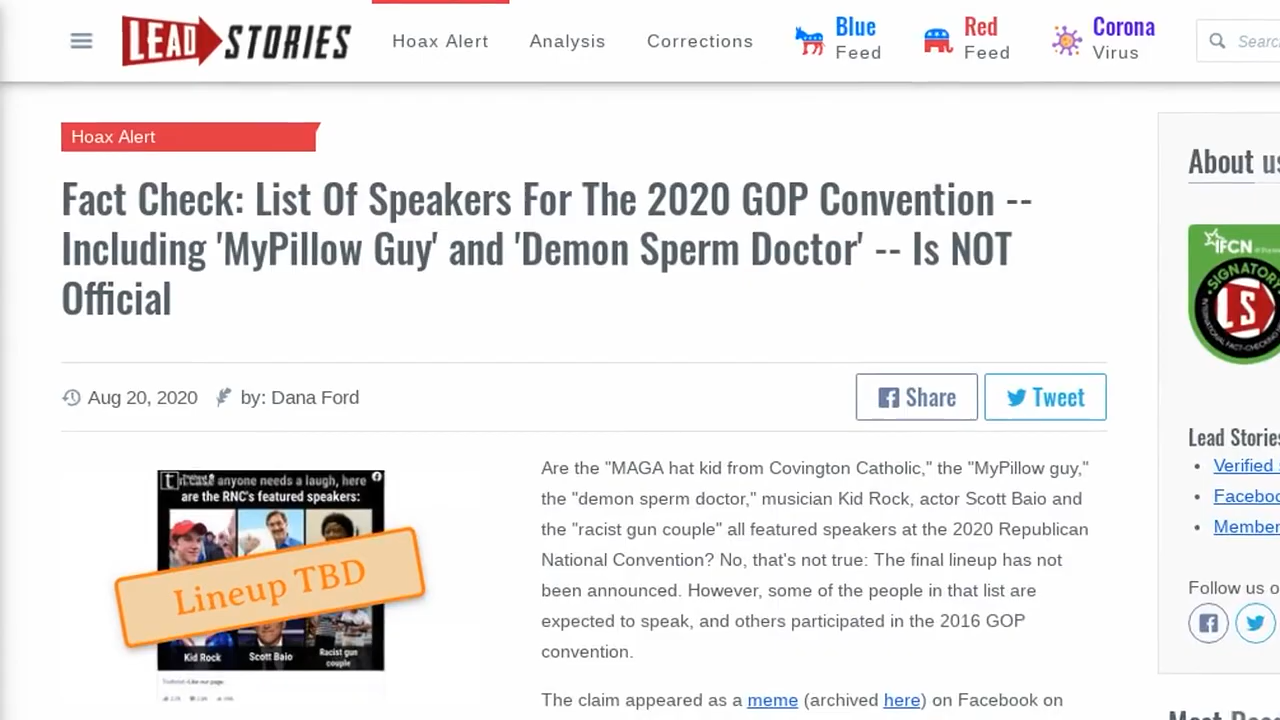 LEAD STORIES
Hoax Alert
Analysis
Corrections
Blue
Feed
Red
Feed
Corona
Virus
Hoax Alert
Fact Check: List Of Speakers For The 2020 GOP Convention --
Including 'MyPillow Guy' and 'Demon Sperm Doctor' -- Is NOT
Official
Aug 20, 2020
by: Dana Ford
Share
Tweet
anyone needs a laugh, here
are the RNC's featured speakers:
Lineup TBD
Kid Rock
Scott Baio
Racist gun
couple
Are the "MAGA hat kid from Covington Catholic," the "MyPillow guy,"
the "demon sperm doctor," musician Kid Rock, actor Scott Baio and
the "racist gun couple" all featured speakers at the 2020 Republican
National Convention? No, that's not true: The final lineup has not
been announced. However, some of the people in that list are
expected to speak, and others participated in the 2016 GOP
convention.
The claim appeared as a meme (archived here) on Facebook on
About us
IFCN
SIGNATORY
LS
Lead Stories
Verified
Member
Follow us